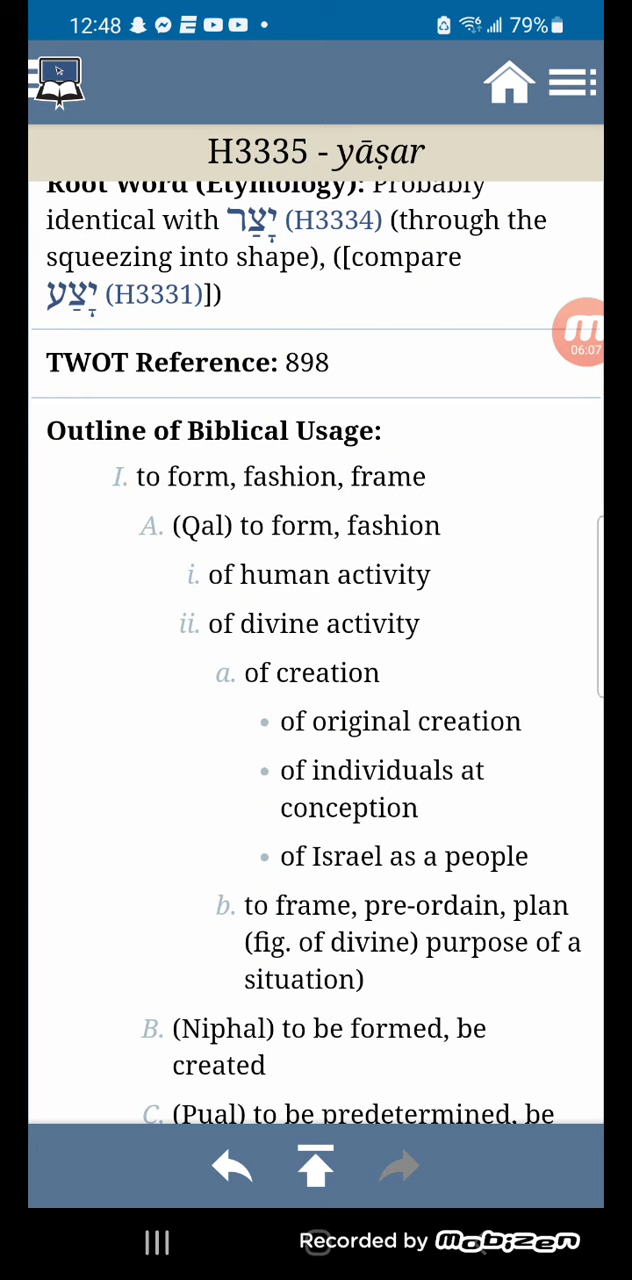 12:48 79%
H3335 - yāṣar
Root Word (Etymology): Probably
identical with יָצַר (H3334) (through the
squeezing into shape), ([compare
יָצַע (H3331)])
06:07
TWOT Reference: 898
Outline of Biblical Usage:
I. to form, fashion, frame
A. (Qal) to form, fashion
i. of human activity
ii. of divine activity
a. of creation
• of original creation
• of individuals at
conception
• of Israel as a people
b. to frame, pre-ordain, plan
(fig. of divine) purpose of a
situation)
B. (Niphal) to be formed, be
created
C. (Pual) to be predetermined, be
Recorded by mobizen